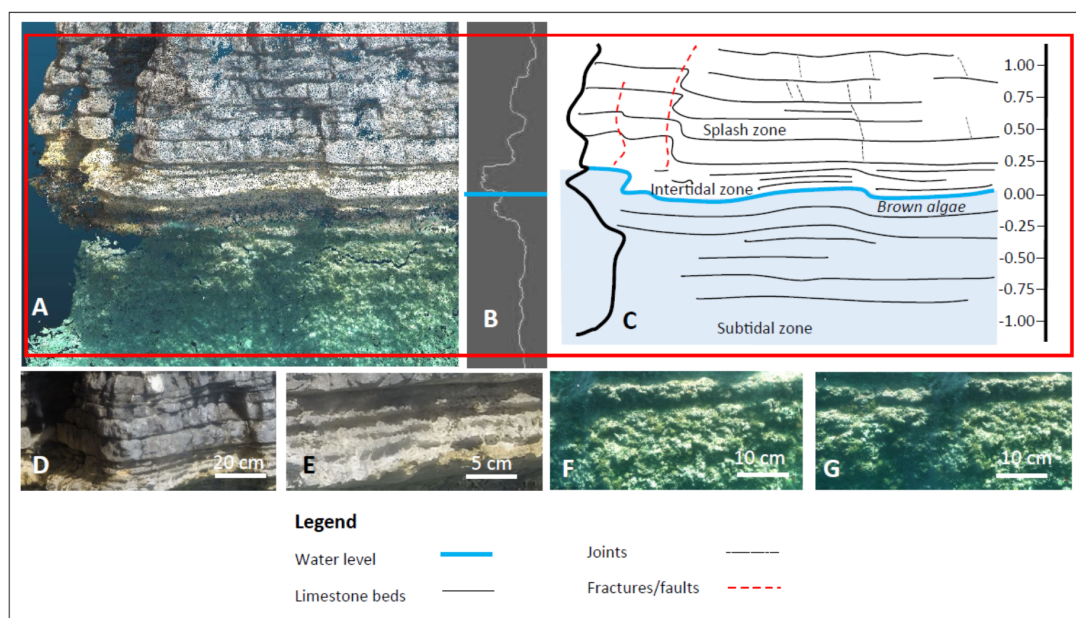 A
B
C
Splash zone
Intertidal zone
Brown algae
Subtidal zone
1.00
0.75
0.50
0.25
0.00
-0.25
-0.50
-0.75
-1.00
D
20 cm
E
5 cm
F
10 cm
G
10 cm
Legend
Water level
Joints
Limestone beds
Fractures/faults